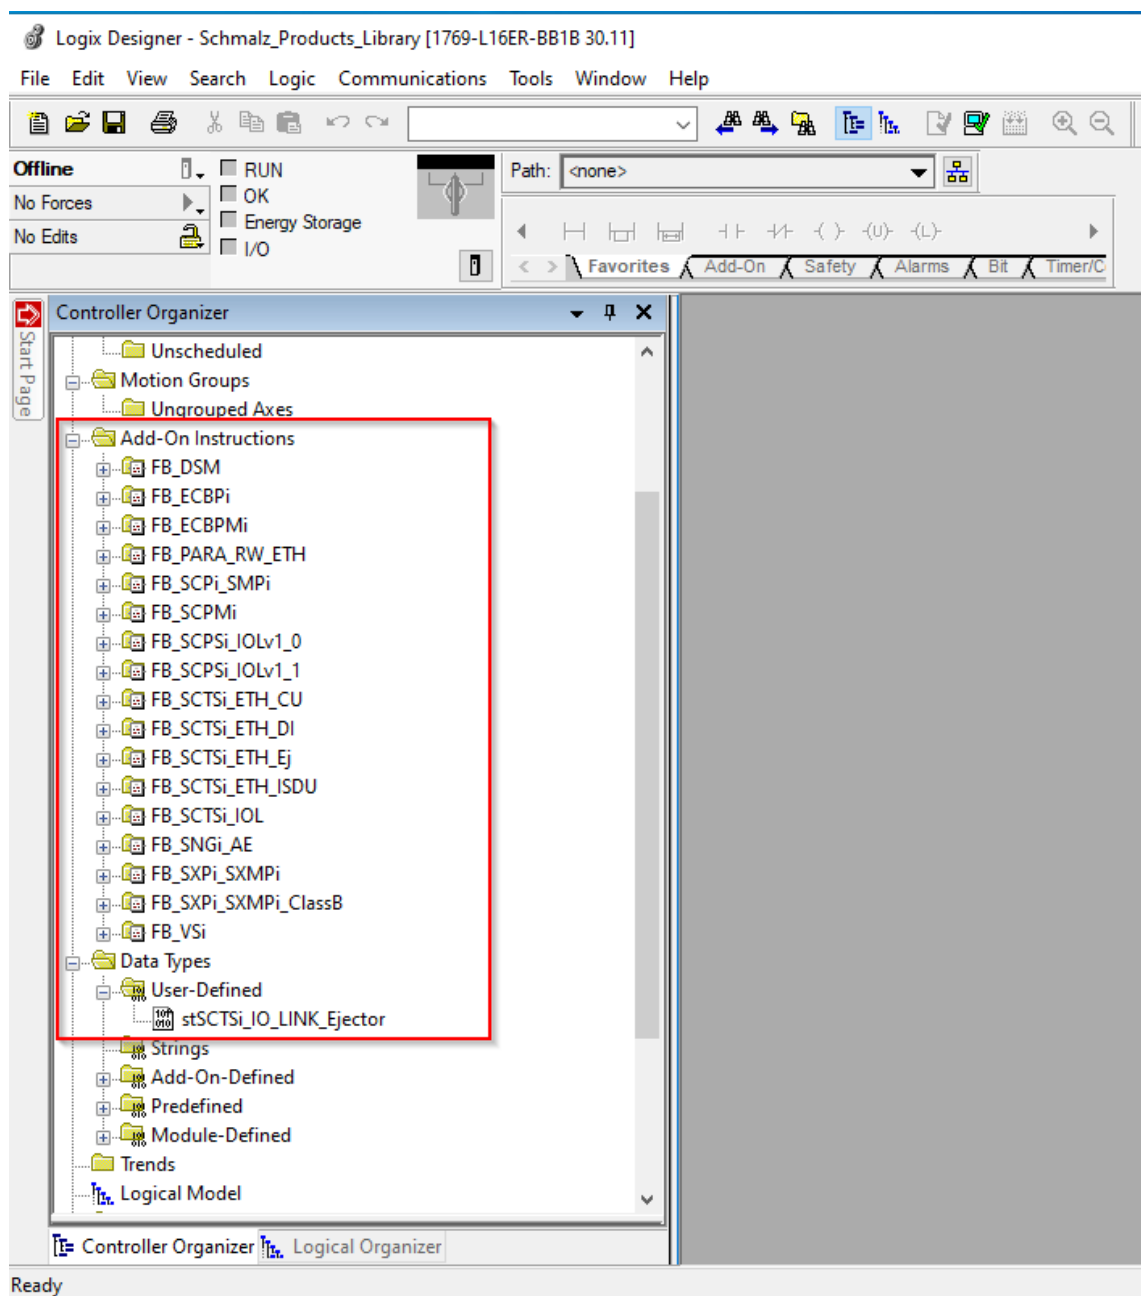 Logix Designer - Schmalz_Products_Library [1769-L16ER-BB1B 30.11]
File Edit View Search Logic Communications Tools Window Help
Offline
RUN
No Forces
OK
No Edits
Energy Storage
I/O
Path: <none>
Favorites Add-On Safety Alarms Bit Timer/C
Start Page
Controller Organizer
Unscheduled
Motion Groups
Ungrouped Axes
Add-On Instructions
FB_DSM
FB_ECBPi
FB_ECBPMi
FB_PARA_RW_ETH
FB_SCPi_SMPi
FB_SCPMi
FB_SCPSi_IOLv1_0
FB_SCPSi_IOLv1_1
FB_SCTSi_ETH_CU
FB_SCTSi_ETH_DI
FB_SCTSi_ETH_Ej
FB_SCTSi_ETH_ISDU
FB_SCTSi_IOL
FB_SNGi_AE
FB_SXPi_SXMPi
FB_SXPi_SXMPi_ClassB
FB_VSi
Data Types
User-Defined
stSCTSi_IO_LINK_Ejector
Strings
Add-On-Defined
Predefined
Module-Defined
Trends
Logical Model
Controller Organizer Logical Organizer
Ready